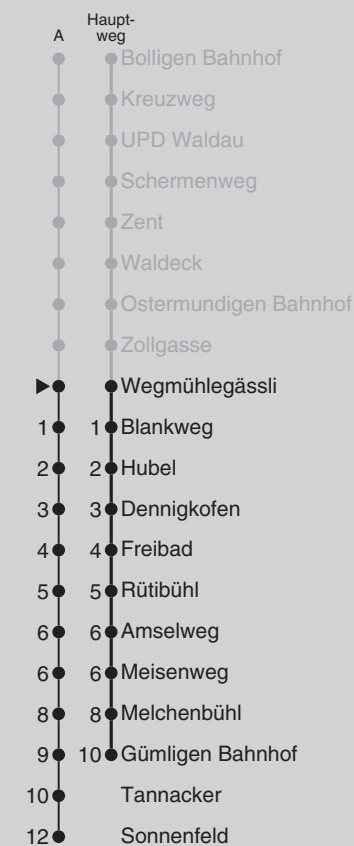 A Haupt-
weg
Bolligen Bahnhof
Kreuzweg
UPD Waldau
Schermenweg
Zent
Waldeck
Ostermundigen Bahnhof
Zollgasse
Wegmühlegässli
1 1 Blankweg
2 2 Hubel
3 3 Dennigkofen
4 4 Freibad
5 5 Rütibühl
6 6 Amselweg
6 6 Meisenweg
8 8 Melchenbühl
9 10 Gümligen Bahnhof
10 Tannacker
12 Sonnenfeld